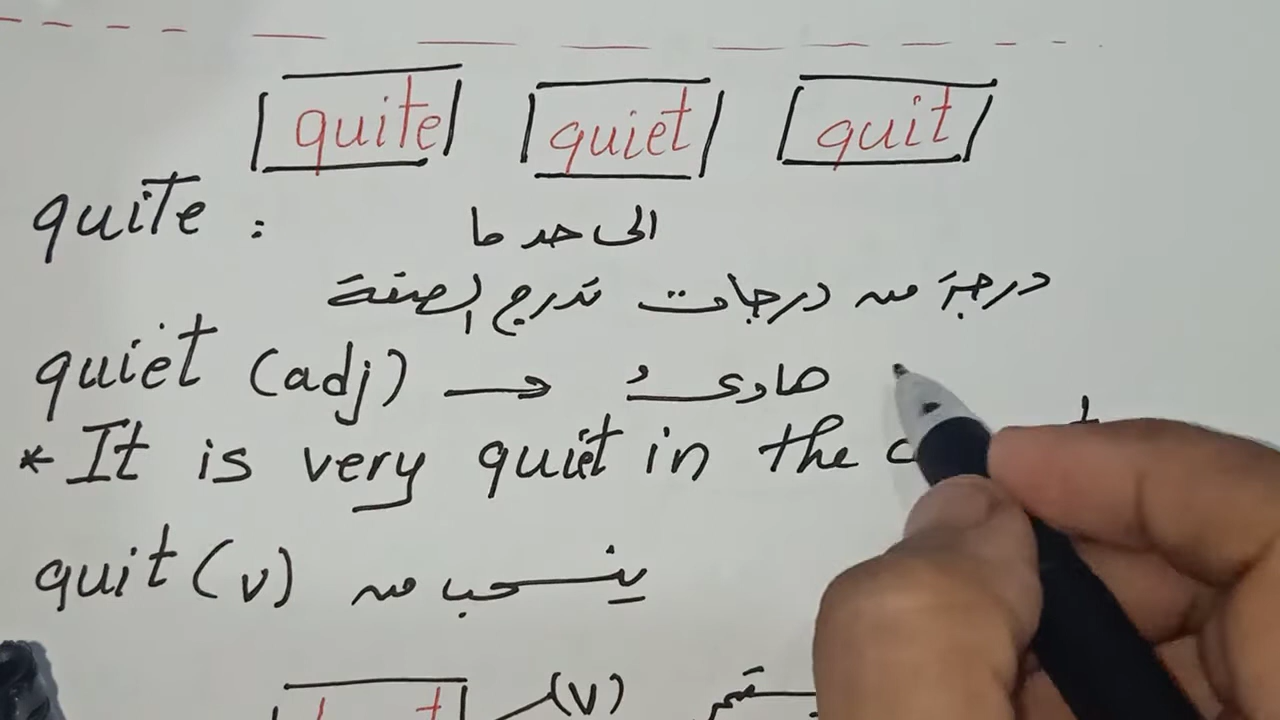 quite quiet quit
quite : الى حد ما
درجة من درجات تدرج الصفة
quiet (adj) → هادئ
* It is very quiet in the
quit (v) ينسحب من
(v)